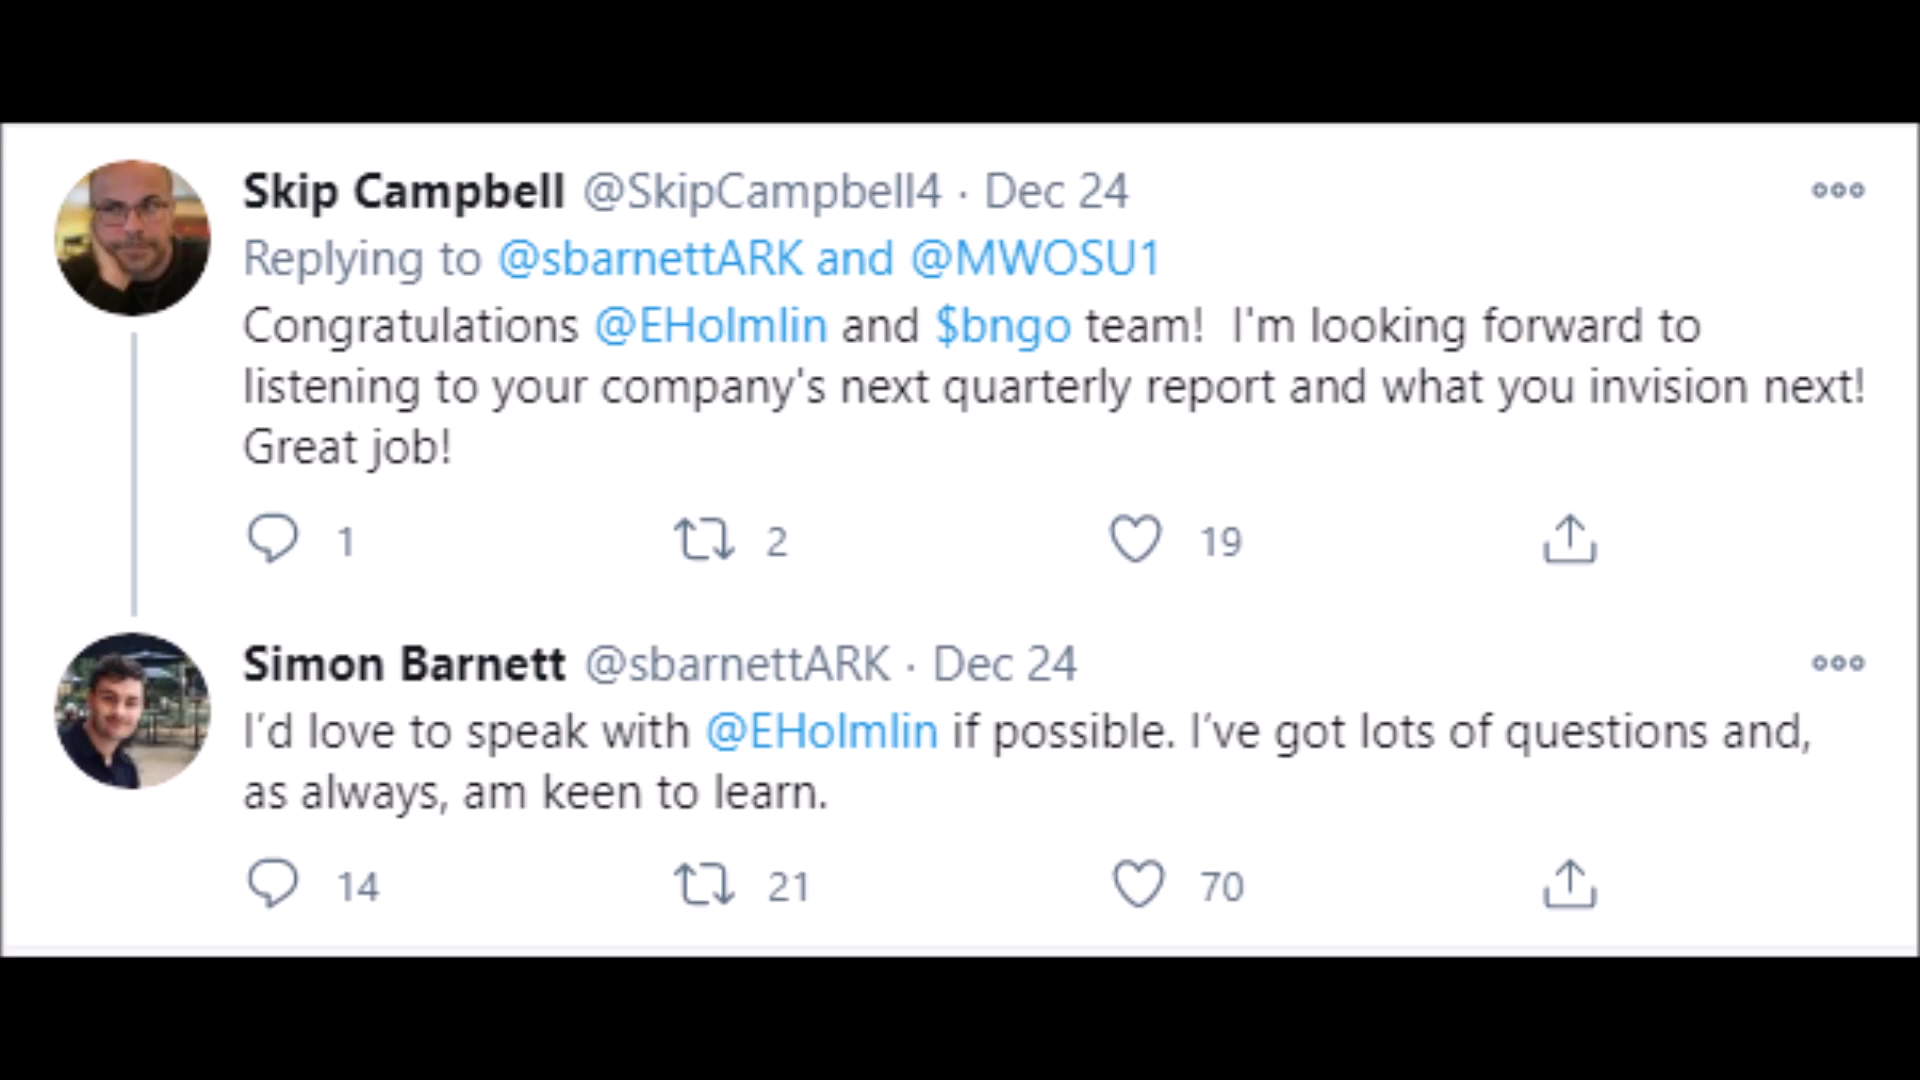 Skip Campbell @SkipCampbell4 · Dec 24
Replying to @sbarnettARK and @MWOSU1
Congratulations @EHolmlin and $bngo team!  I'm looking forward to
listening to your company's next quarterly report and what you invision next!
Great job!
1 2 19
Simon Barnett @sbarnettARK · Dec 24
I’d love to speak with @EHolmlin if possible. I’ve got lots of questions and,
as always, am keen to learn.
14 21 70